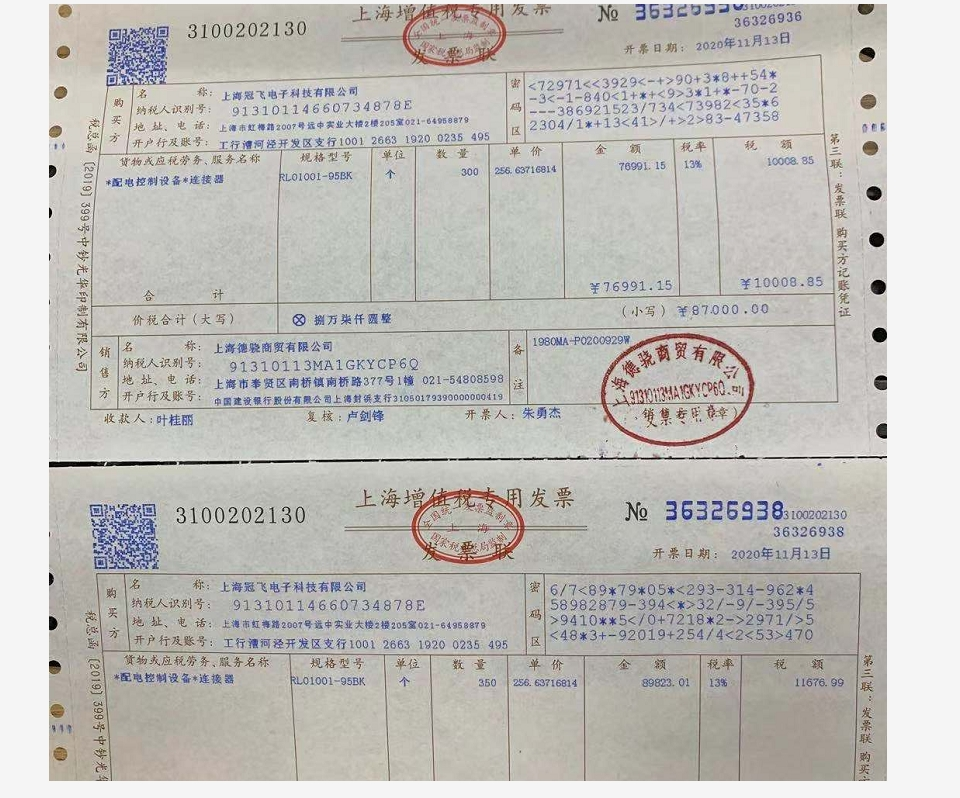 3100202130
上海增值税专用发票
发票联
№ 36326936
36326936
开票日期: 2020年11月13日
购买方
名 称: 上海冠飞电子科技有限公司
纳税人识别号: 91310114660734878E
地址、电话: 上海市虹梅路2007号远中实业大楼2楼205室021-64958879
开户行及账号: 工行漕河泾开发区支行1001 2663 1920 0235 495
密码区
<72971<<3929<-+>90+3*8++54*
-3<-1-840<1+*+<9>3*1+*-70-2
---386921523/734<73982<35*6
2304/1*+13<41>/+>2>83-47358
货物或应税劳务、服务名称 规格型号 单位 数 量 单 价 金 额 税率 税 额
*配电控制设备*连接器 RL01001-95BK 个 300 256.63716814 76991.15 13% 10008.85
合 计 ¥76991.15 ¥10008.85
价税合计(大写) ⊗ 捌万柒仟圆整 (小写) ¥87000.00
销售方
名 称: 上海德骁商贸有限公司
纳税人识别号: 91310113MA1GKYCP6Q
地址、电话: 上海市奉贤区南桥镇南桥路377号1幢 021-54808598
开户行及账号: 中国建设银行股份有限公司上海封浜支行31050179390000000419
备注
1980MA-P0200929W
上海德骁商贸有限公司
91310113MA1GKYCP6Q
发票专用章
收款人: 叶桂丽 复核: 卢剑锋 开票人: 朱勇杰 销售方:(章)
税总函[2019]399号中钞光华印制有限公司
第三联:发票联 购买方记账凭证
3100202130
上海增值税专用发票
全国统一发票监制章
上海
国家税务总局监制
发票联
№ 36326938 3100202130
36326938
开票日期: 2020年11月13日
购买方
名 称: 上海冠飞电子科技有限公司
纳税人识别号: 91310114660734878E
地址、电话: 上海市虹梅路2007号远中实业大楼2楼205室021-64958879
开户行及账号: 工行漕河泾开发区支行1001 2663 1920 0235 495
密码区
6/7<89*79*05*<293-314-962*4
58982879-394<*>32/-9/-395/5
>9410**5</0+7218*2->2971/>5
<48*3+-92019+254/4<2<53>470
货物或应税劳务、服务名称 规格型号 单位 数 量 单 价 金 额 税率 税 额
*配电控制设备*连接器 RL01001-95BK 个 350 256.63716814 89823.01 13% 11676.99
税总函[2019]399号中钞光华
第三联:发票联 购买方